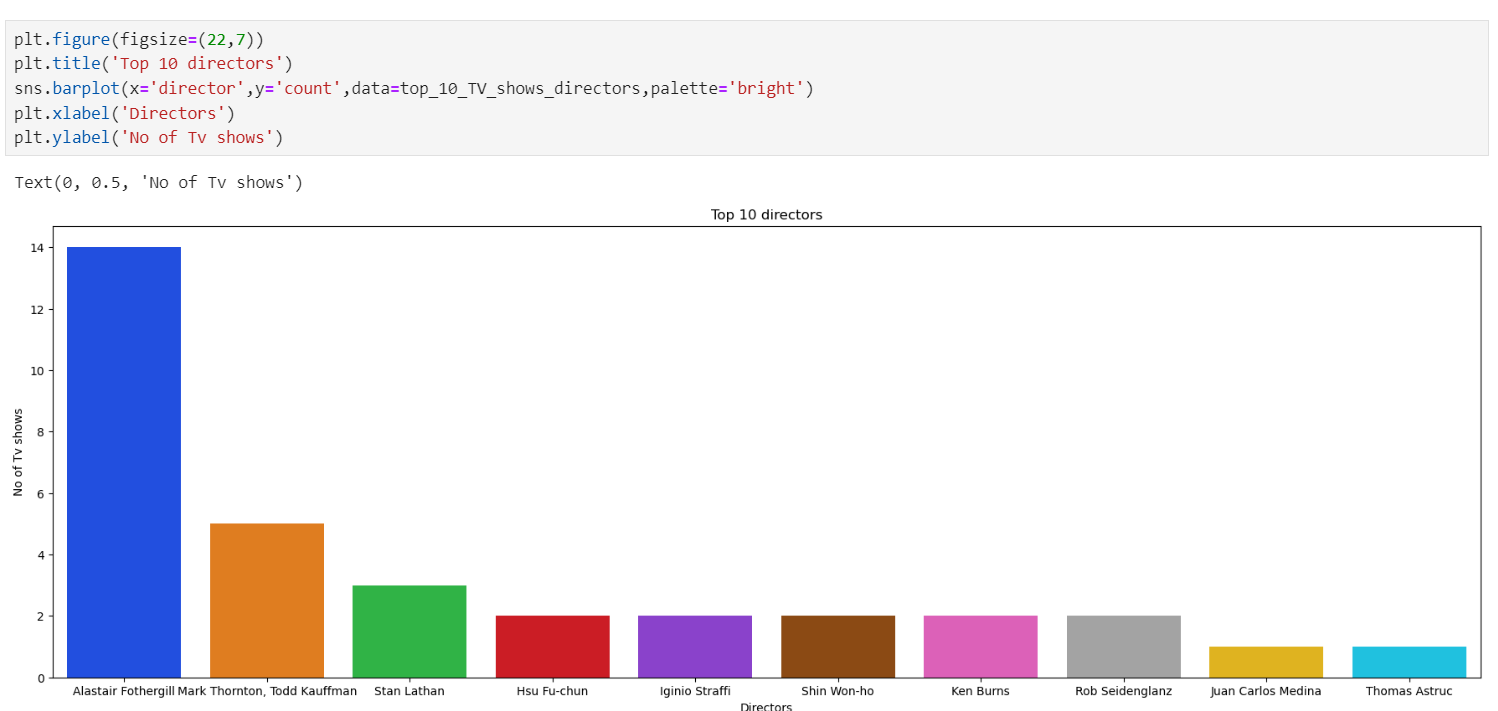 plt.figure(figsize=(22,7))
plt.title('Top 10 directors')
sns.barplot(x='director',y='count',data=top_10_TV_shows_directors,palette='bright')
plt.xlabel('Directors')
plt.ylabel('No of Tv shows')
Text(0, 0.5, 'No of Tv shows')
Top 10 directors
14
12
10
8
6
4
2
0
No of Tv shows
Alastair Fothergill Mark Thornton, Todd Kauffman Stan Lathan Hsu Fu-chun Iginio Straffi Shin Won-ho Ken Burns Rob Seidenglanz Juan Carlos Medina Thomas Astruc
Directors